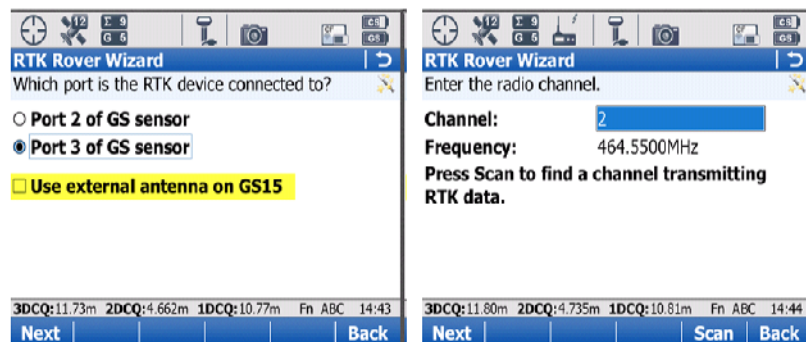 12
Σ 9
G 5
CS
GS
RTK Rover Wizard
Which port is the RTK device connected to?
Port 2 of GS sensor
Port 3 of GS sensor
Use external antenna on GS15
3DCQ:11.73m 2DCQ:4.662m 1DCQ:10.77m Fn ABC 14:43
Next Back
12
Σ 9
G 5
CS
GS
RTK Rover Wizard
Enter the radio channel.
Channel: 2
Frequency: 464.5500MHz
Press Scan to find a channel transmitting
RTK data.
3DCQ:11.80m 2DCQ:4.735m 1DCQ:10.81m Fn ABC 14:44
Next Scan Back